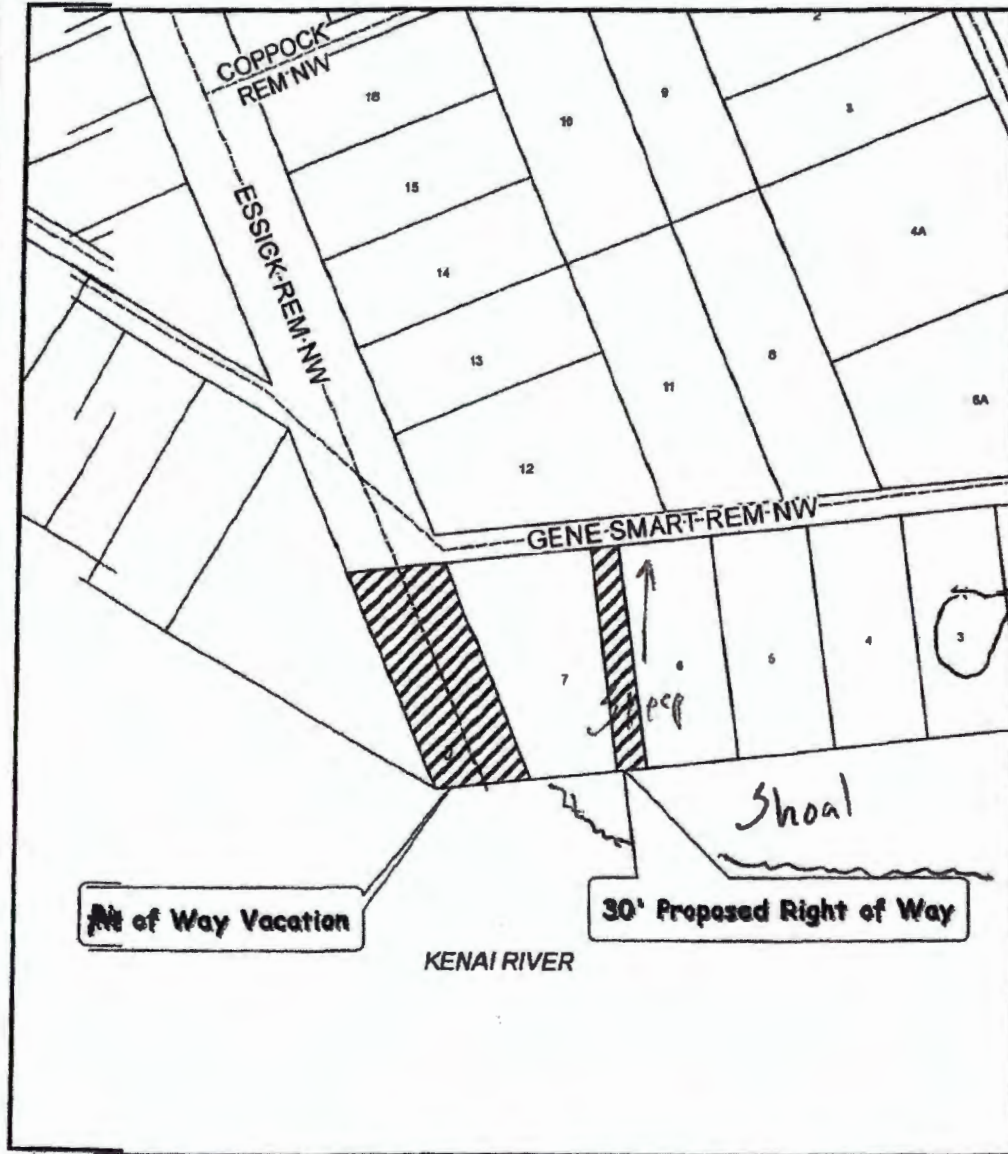 2
COPPOCK
REM NW
16
10
9
3
15
ESSICK-REM-NW
14
4A
13
11
8
5A
12
GENE SMART-REM-NW
7
6
5
4
3
Shoal
of Way Vacation
30' Proposed Right of Way
KENAI RIVER